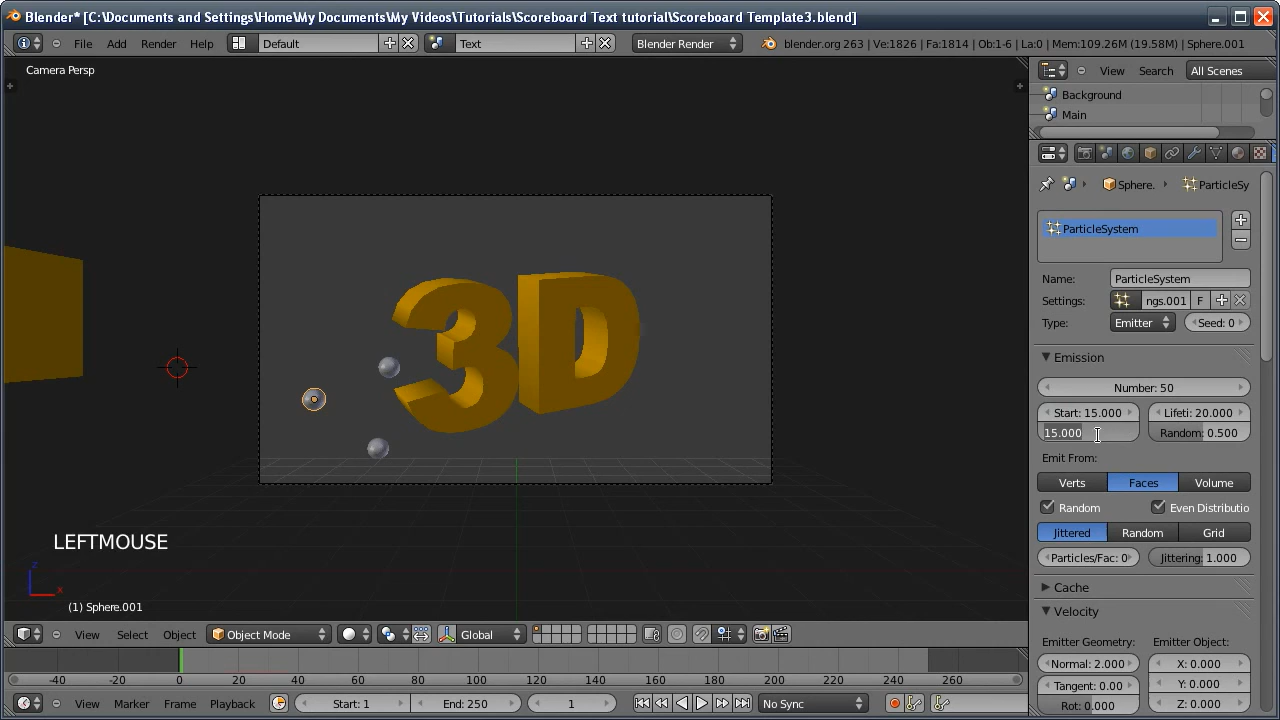 Blender* [C:\Documents and Settings\Home\My Documents\My Videos\Tutorials\Scoreboard Text tutorial\Scoreboard Template3.blend]
File Add Render Help Default Text Blender Render blender.org 263 | Ve:1826 | Fa:1814 | Ob:1-6 | La:0 | Mem:109.26M (19.58M) | Sphere.001
Camera Persp
View Search All Scenes
Background
Main
Sphere. ParticleSy
ParticleSystem
Name: ParticleSystem
Settings: ngs.001 F
Type: Emitter Seed: 0
Emission
Number: 50
Start: 15.000 Lifeti: 20.000
15.000 Random: 0.500
Emit From:
Verts Faces Volume
Random Even Distributio
Jittered Random Grid
Particles/Fac: 0 Jittering: 1.000
Cache
Velocity
Emitter Geometry: Emitter Object:
Normal: 2.000 X: 0.000
Tangent: 0.00 Y: 0.000
Rot: 0.000 Z: 0.000
3D
LEFTMOUSE
z
x
(1) Sphere.001
View Select Object Object Mode Global
-40 -20 0 20 40 60 80 100 120 140 160 180 200 220 240 260
View Marker Frame Playback Start: 1 End: 250 1 No Sync